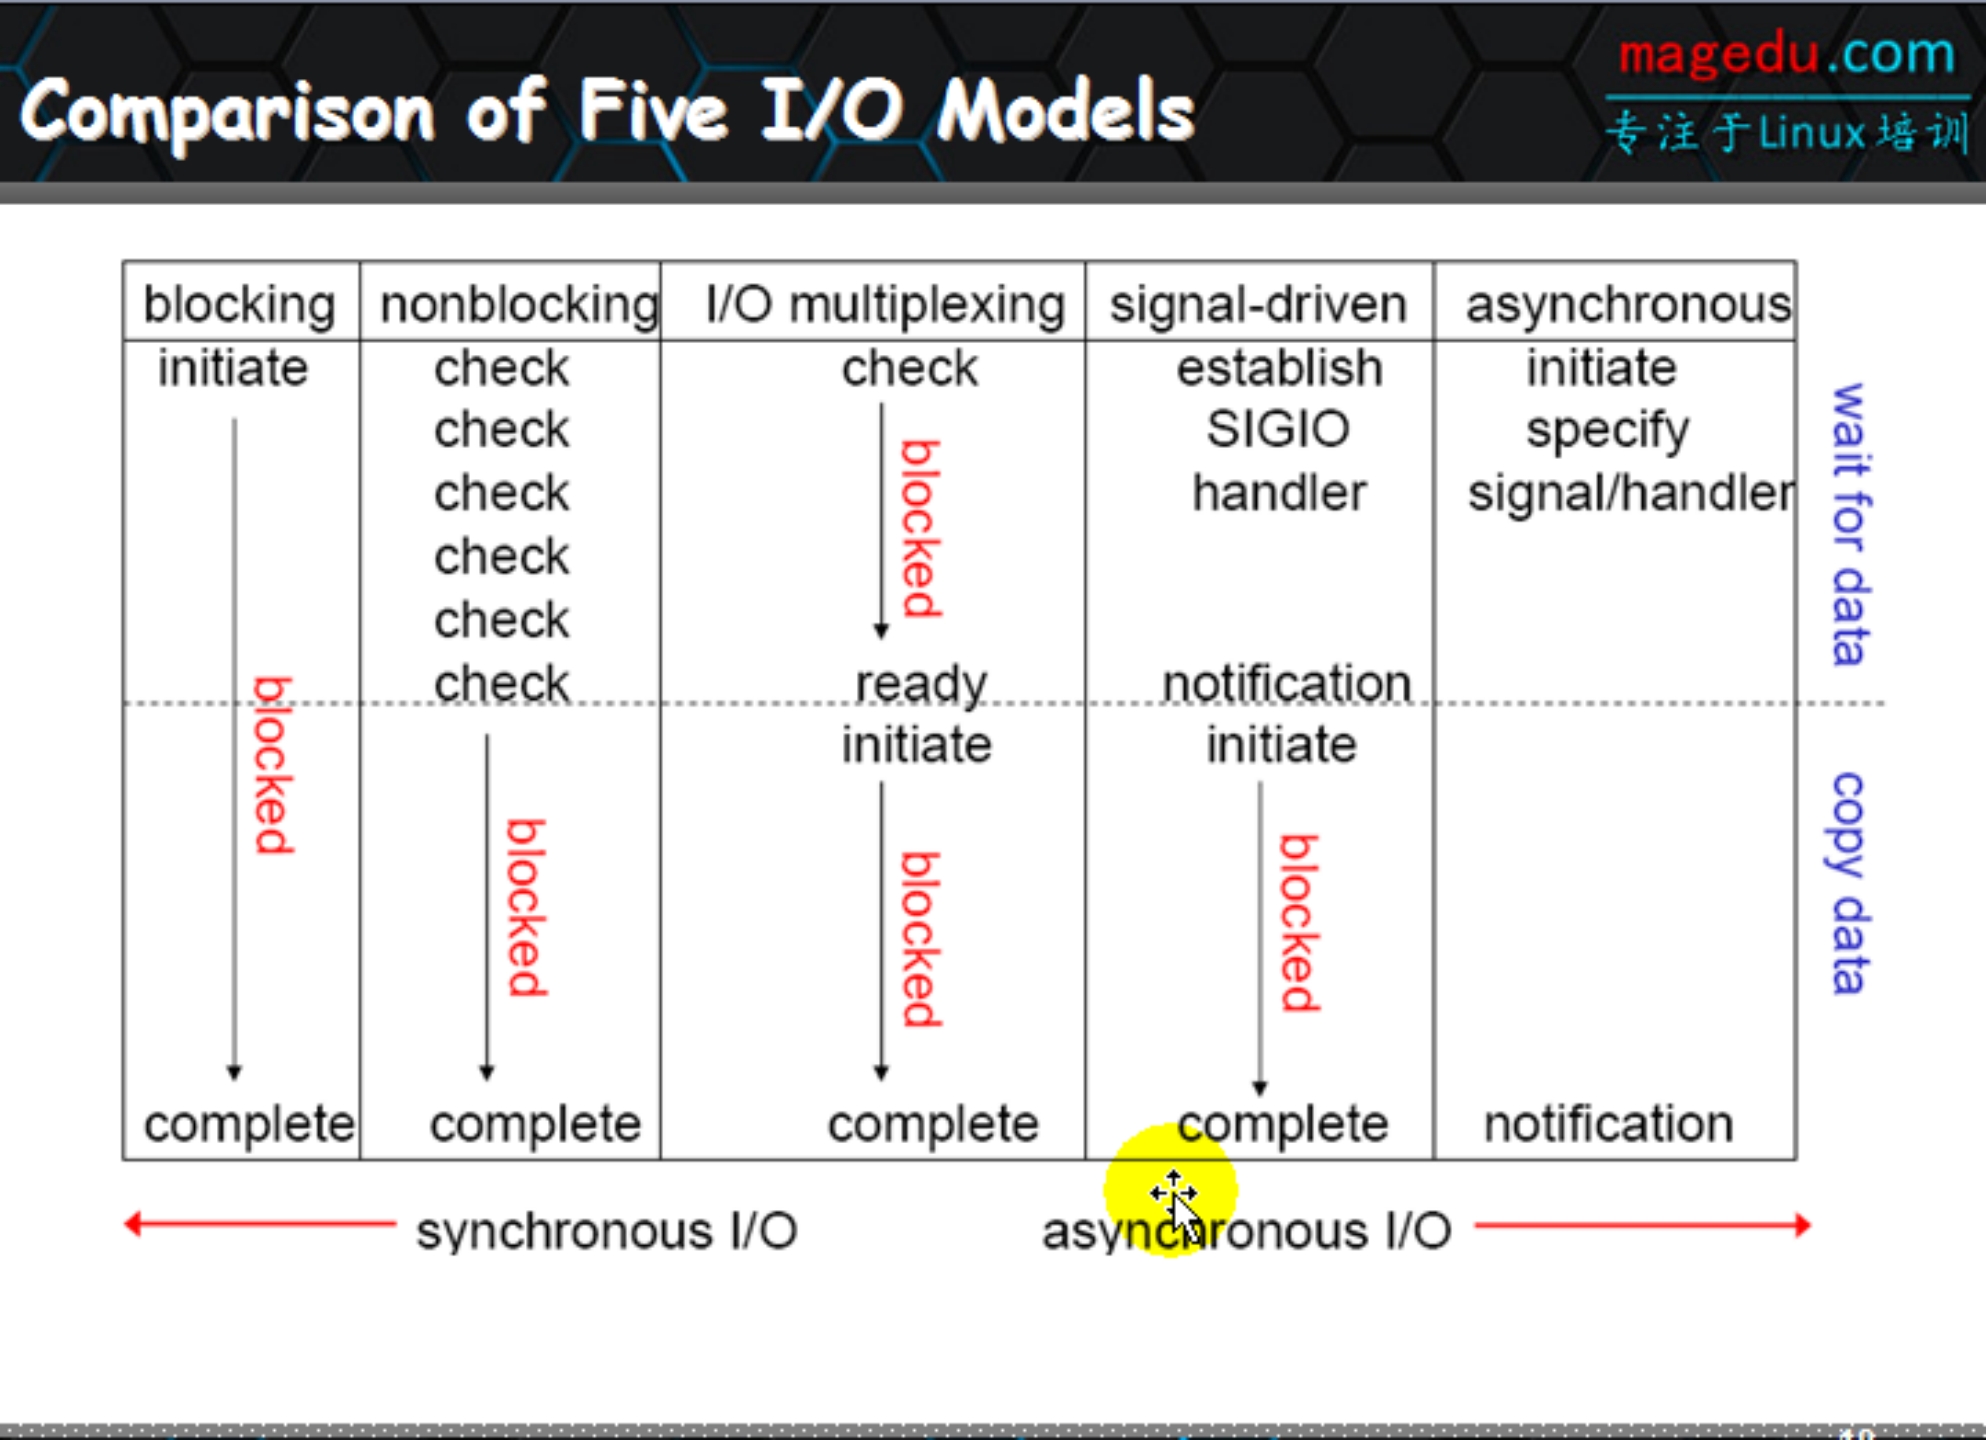 magedu.com
Comparison of Five I/O Models
专注于Linux培训
blocking nonblocking I/O multiplexing signal-driven asynchronous
initiate check check establish initiate
check SIGIO specify
check handler signal/handler
check
check
check ready notification
initiate initiate
blocked
blocked
blocked
blocked
blocked
wait for data
copy data
complete complete complete complete notification
synchronous I/O asynchronous I/O